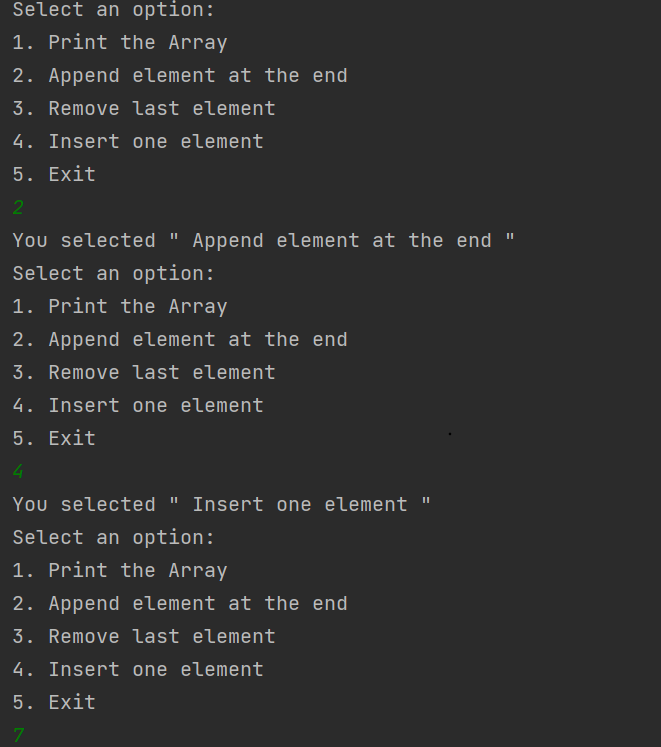 Select an option:
1. Print the Array
2. Append element at the end
3. Remove last element
4. Insert one element
5. Exit
2
You selected " Append element at the end "
Select an option:
1. Print the Array
2. Append element at the end
3. Remove last element
4. Insert one element
5. Exit
4
You selected " Insert one element "
Select an option:
1. Print the Array
2. Append element at the end
3. Remove last element
4. Insert one element
5. Exit
7